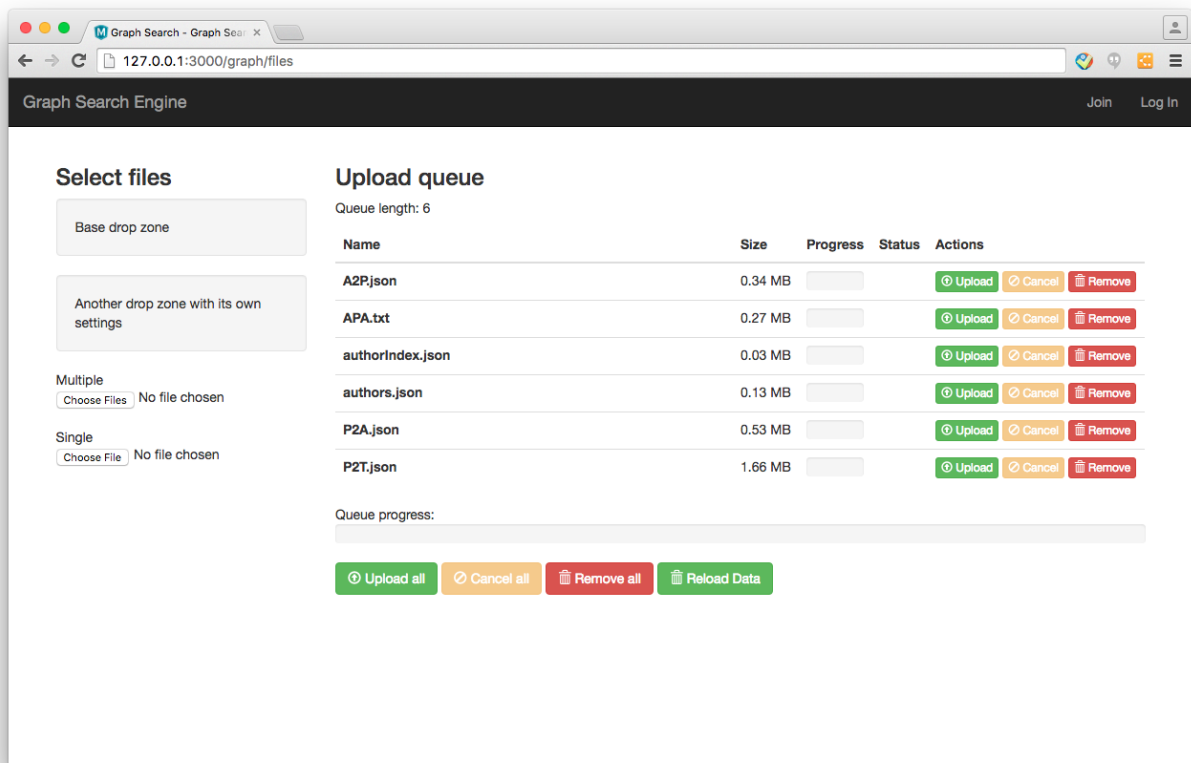 Graph Search - Graph Sear
127.0.0.1:3000/graph/files
Graph Search Engine
Join
Log In
Select files
Base drop zone
Another drop zone with its own
settings
Multiple
Choose Files No file chosen
Single
Choose File No file chosen
Upload queue
Queue length: 6
Name Size Progress Status Actions
A2P.json 0.34 MB Upload Cancel Remove
APA.txt 0.27 MB Upload Cancel Remove
authorIndex.json 0.03 MB Upload Cancel Remove
authors.json 0.13 MB Upload Cancel Remove
P2A.json 0.53 MB Upload Cancel Remove
P2T.json 1.66 MB Upload Cancel Remove
Queue progress:
Upload all Cancel all Remove all Reload Data